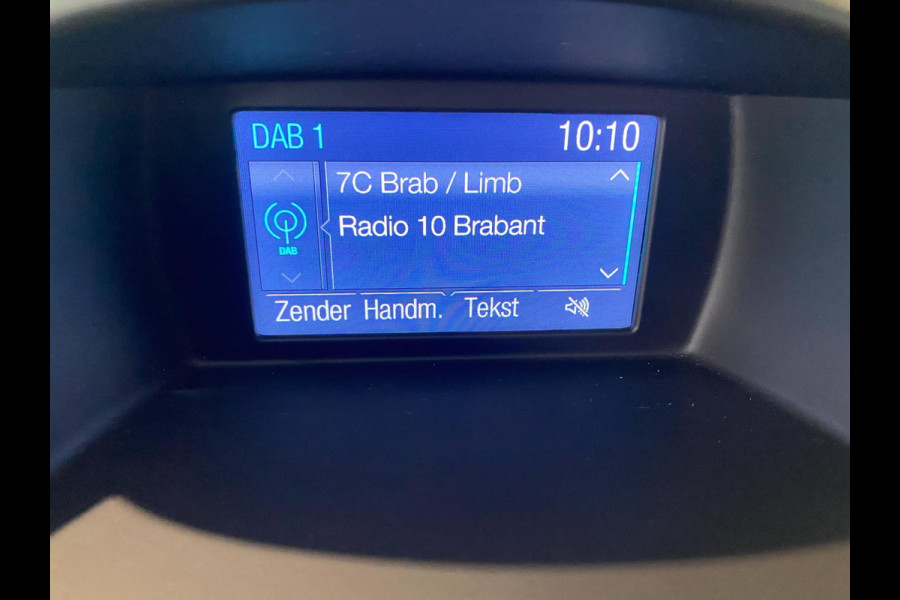 DAB 1 10:10
7C Brab / Limb
Radio 10 Brabant
DAB
Zender Handm. Tekst